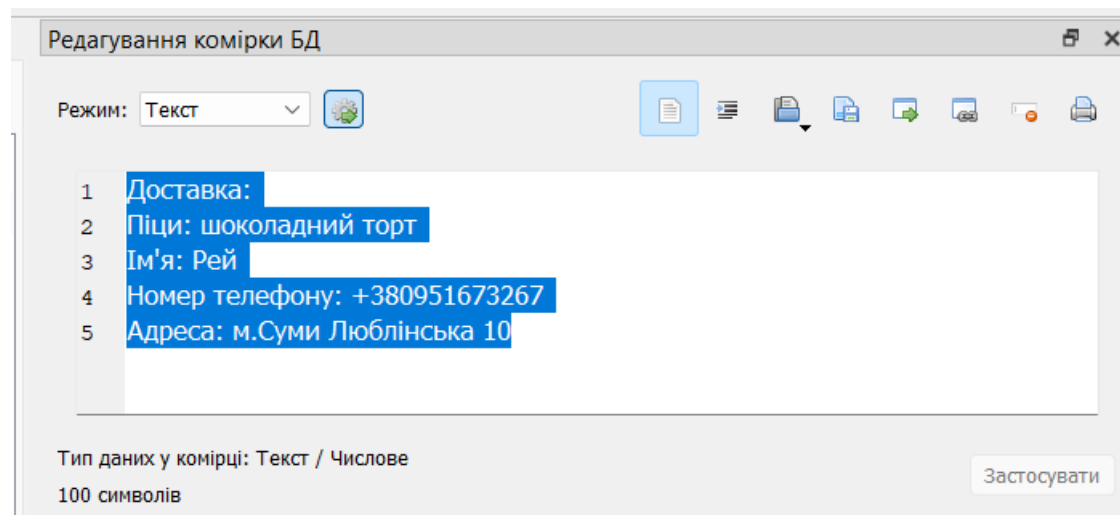 Редагування комірки БД
Режим: Текст
1 Доставка:
2 Піци: шоколадний торт
3 Ім'я: Рей
4 Номер телефону: +380951673267
5 Адреса: м.Суми Люблінська 10
Тип даних у комірці: Текст / Числове
Застосувати
100 символів